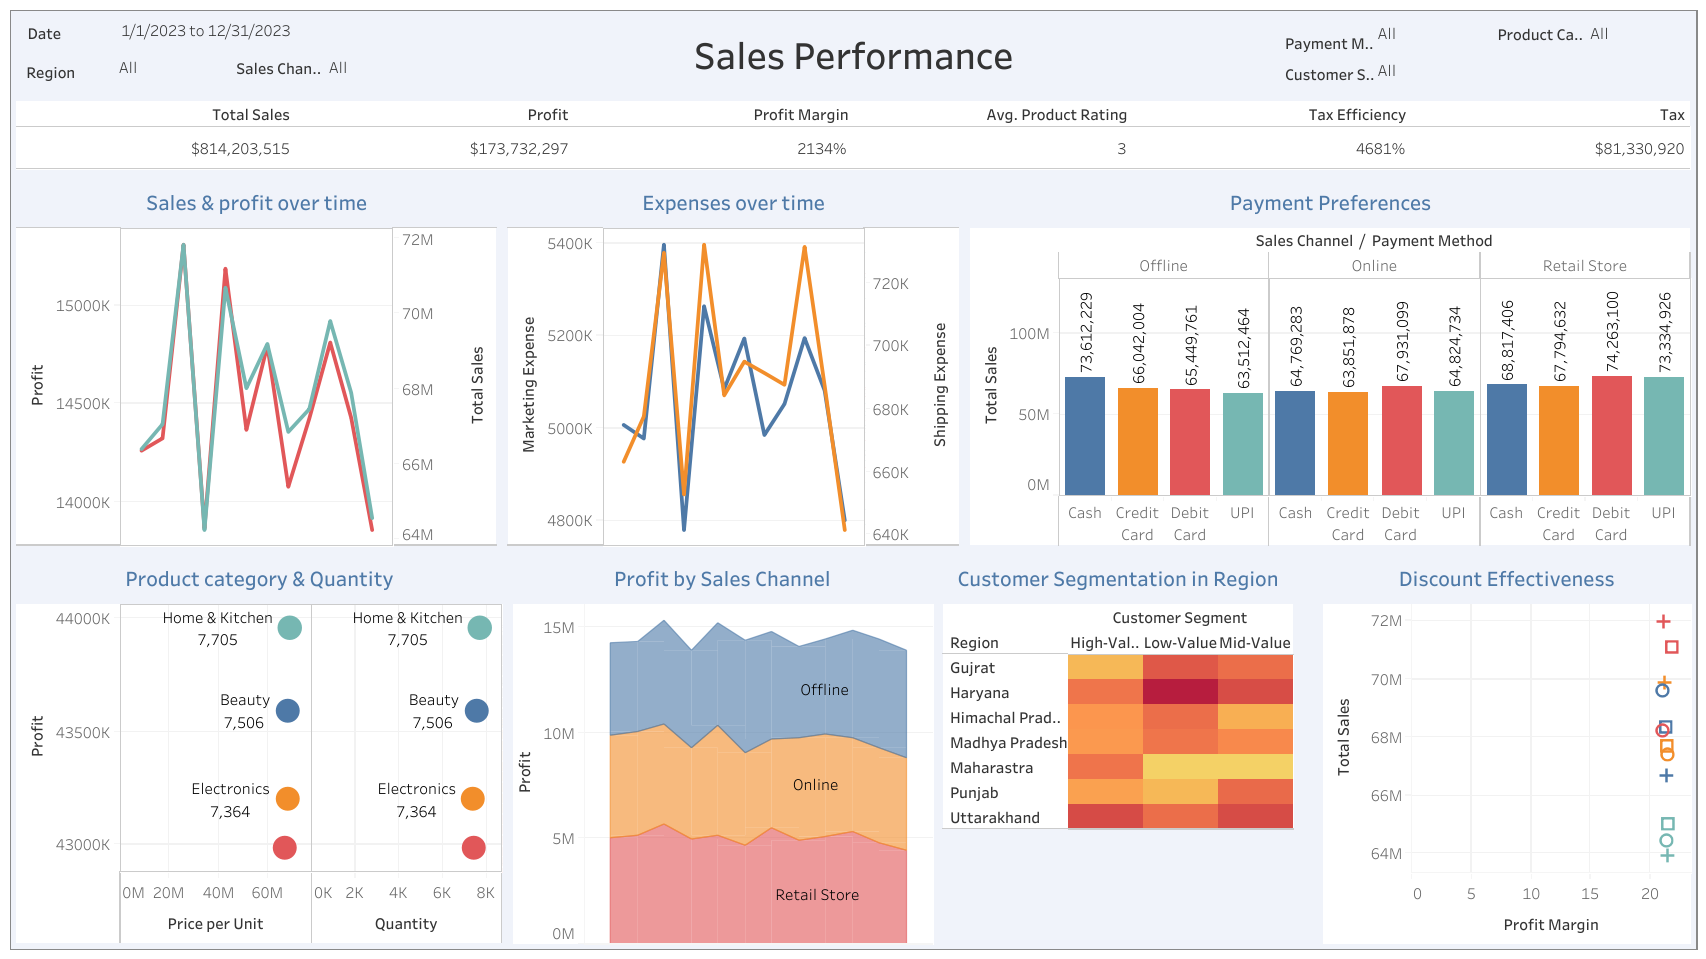 Date 1/1/2023 to 12/31/2023
Region All Sales Chan.. All
Sales Performance
Payment M.. All
Customer S.. All
Product Ca.. All
Total Sales Profit Profit Margin Avg. Product Rating Tax Efficiency Tax
$814,203,515 $173,732,297 2134% 3 4681% $81,330,920
Sales & profit over time
Profit
15000K
14500K
14000K
72M
70M
68M
66M
64M
Total Sales
Expenses over time
Marketing Expense
5400K
5200K
5000K
4800K
720K
700K
680K
660K
640K
Shipping Expense
Payment Preferences
Sales Channel / Payment Method
Offline Online Retail Store
Total Sales
100M
50M
0M
73,612,229
66,042,004
65,449,761
63,512,464
64,769,283
63,851,878
67,931,099
64,824,734
68,817,406
67,794,632
74,263,100
73,334,926
Cash Credit Card Debit Card UPI Cash Credit Card Debit Card UPI Cash Credit Card Debit Card UPI
Product category & Quantity
Profit
44000K
43500K
43000K
Home & Kitchen
7,705
Home & Kitchen
7,705
Beauty
7,506
Beauty
7,506
Electronics
7,364
Electronics
7,364
0M 20M 40M 60M 0K 2K 4K 6K 8K
Price per Unit Quantity
Profit by Sales Channel
Profit
15M
10M
5M
0M
Offline
Online
Retail Store
Customer Segmentation in Region
Customer Segment
Region High-Val.. Low-Value Mid-Value
Gujrat
Haryana
Himachal Prad..
Madhya Pradesh
Maharastra
Punjab
Uttarakhand
Discount Effectiveness
Total Sales
72M
70M
68M
66M
64M
0 5 10 15 20
Profit Margin